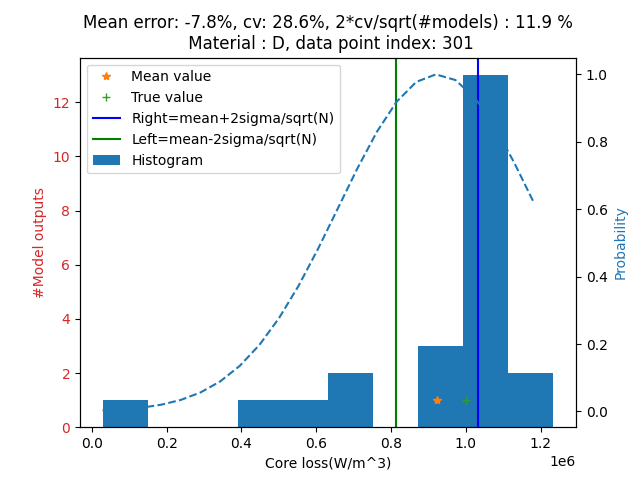 Mean error: -7.8%, cv: 28.6%, 2*cv/sqrt(#models) : 11.9 %
Material : D, data point index: 301
Mean value
True value
Right=mean+2sigma/sqrt(N)
Left=mean-2sigma/sqrt(N)
Histogram
#Model outputs
12
10
8
6
4
2
0
1.0
0.8
0.6
0.4
0.2
0.0
Probability
0.0 0.2 0.4 0.6 0.8 1.0 1.2
1e6
Core loss(W/m^3)